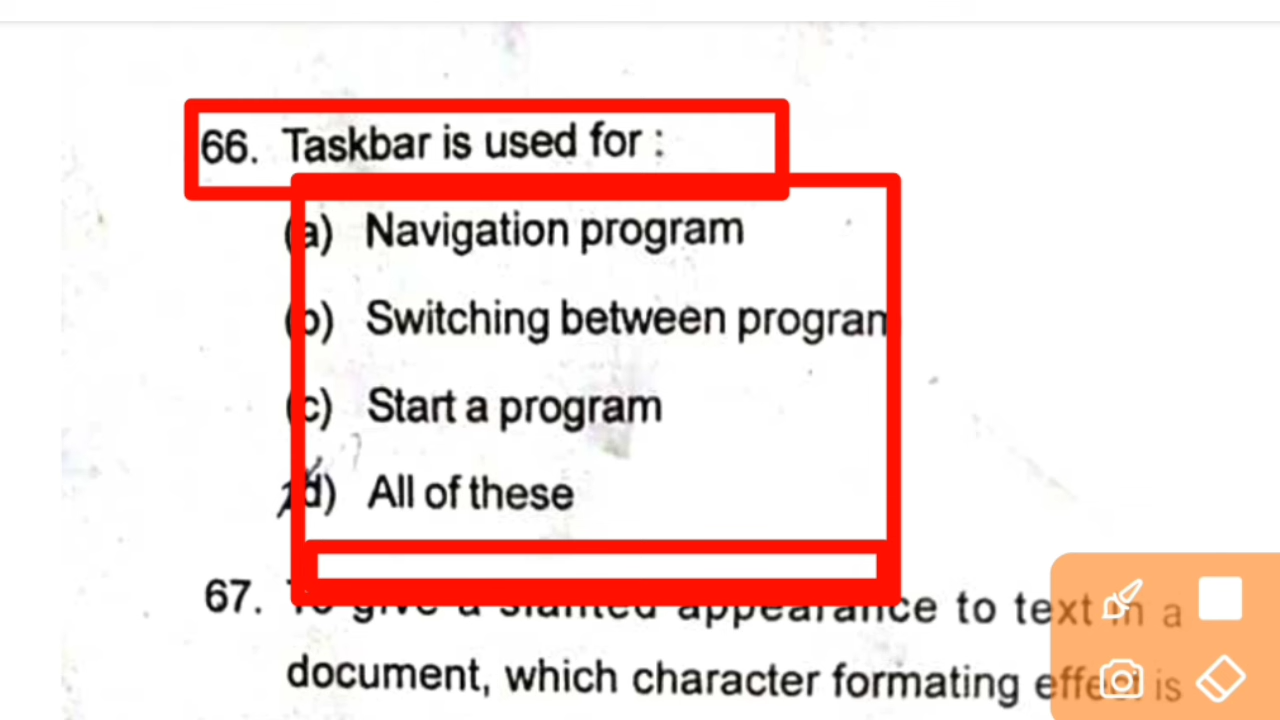 66. Taskbar is used for :
(a) Navigation program
(b) Switching between program
(c) Start a program
(d) All of these
67. To give a slanted appearance to text in a
document, which character formating effect is